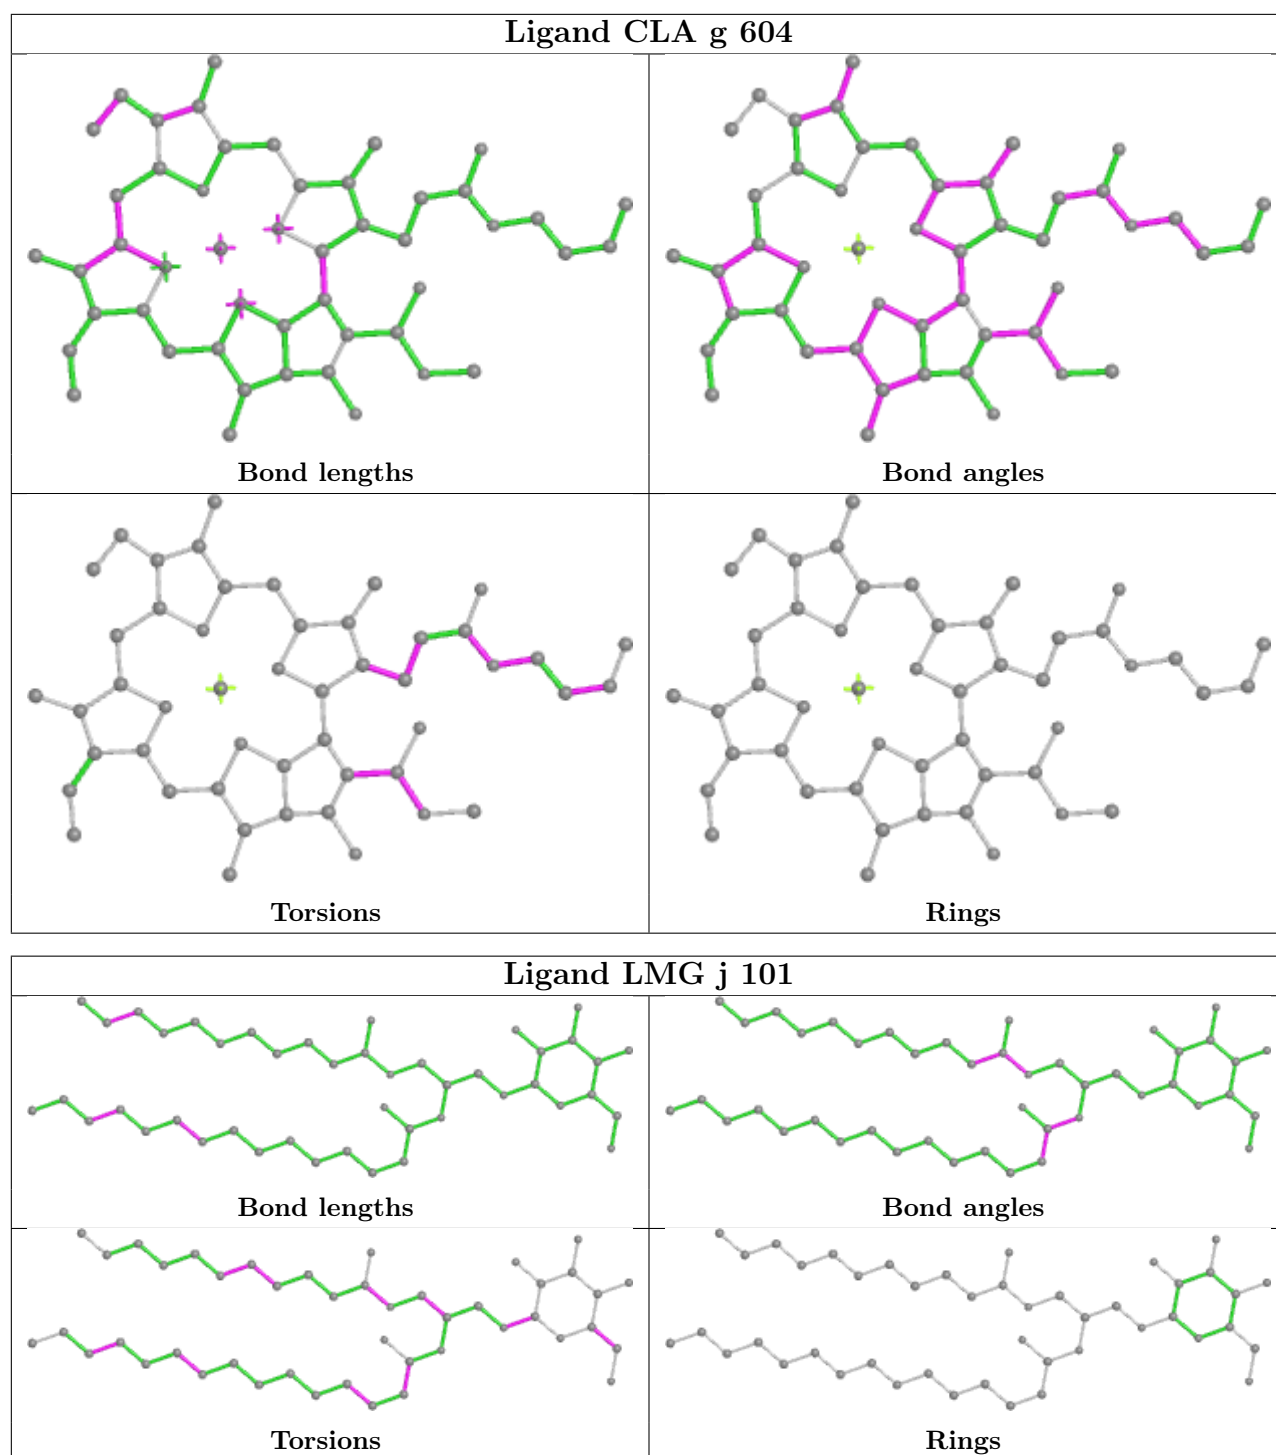 Ligand CLA g 604
Bond lengths
Bond angles
Torsions
Rings
Ligand LMG j 101
Bond lengths
Bond angles
Torsions
Rings